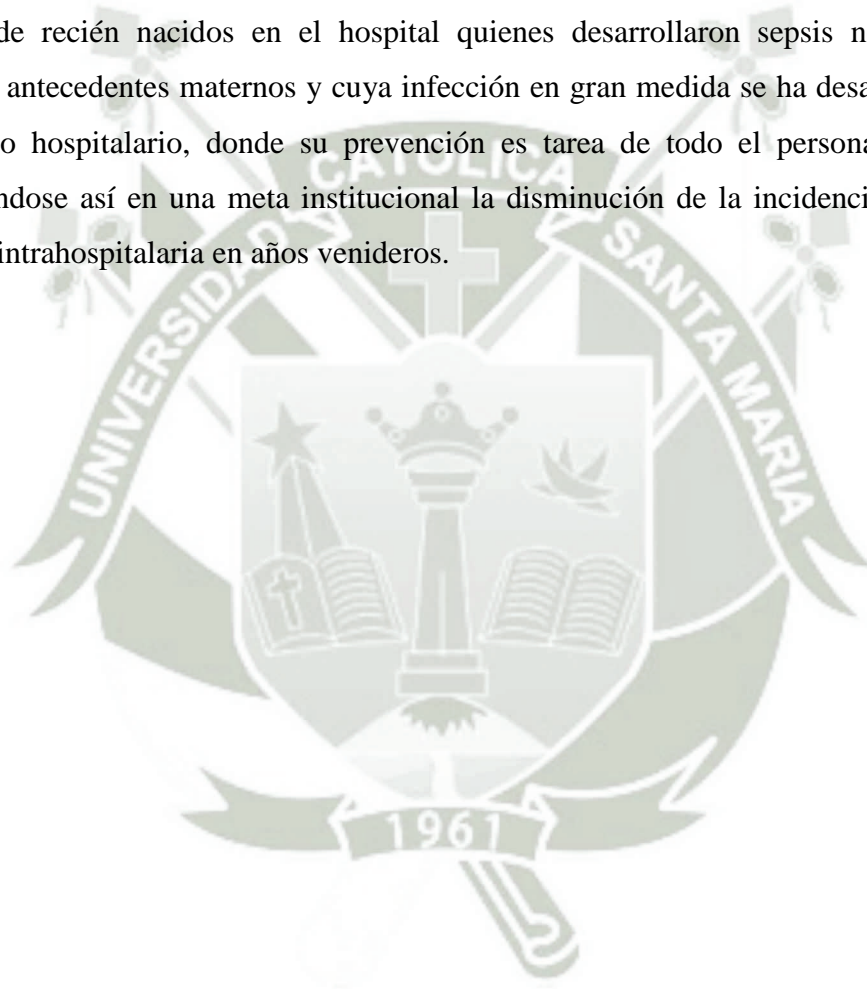 de recién nacidos en el hospital quienes desarrollaron sepsis n
antecedentes maternos y cuya infección en gran medida se ha desa
o hospitalario, donde su prevención es tarea de todo el persona
ndose así en una meta institucional la disminución de la incidenci
intrahospitalaria en años venideros.
UNIVERSIDAD CATOLICA SANTA MARIA
1961